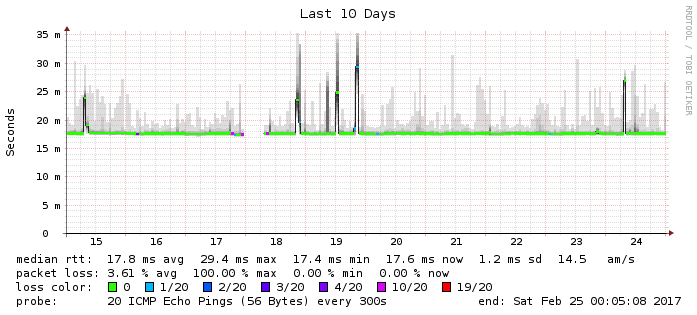 Last 10 Days
RRDTOOL / TOBI OETIKER
Seconds
35 m
30 m
25 m
20 m
15 m
10 m
5 m
0
15 16 17 18 19 20 21 22 23 24
median rtt: 17.8 ms avg 29.4 ms max 17.4 ms min 17.6 ms now 1.2 ms sd 14.5 am/s
packet loss: 3.61 % avg 100.00 % max 0.00 % min 0.00 % now
loss color: 0 1/20 2/20 3/20 4/20 10/20 19/20
probe: 20 ICMP Echo Pings (56 Bytes) every 300s end: Sat Feb 25 00:05:08 2017